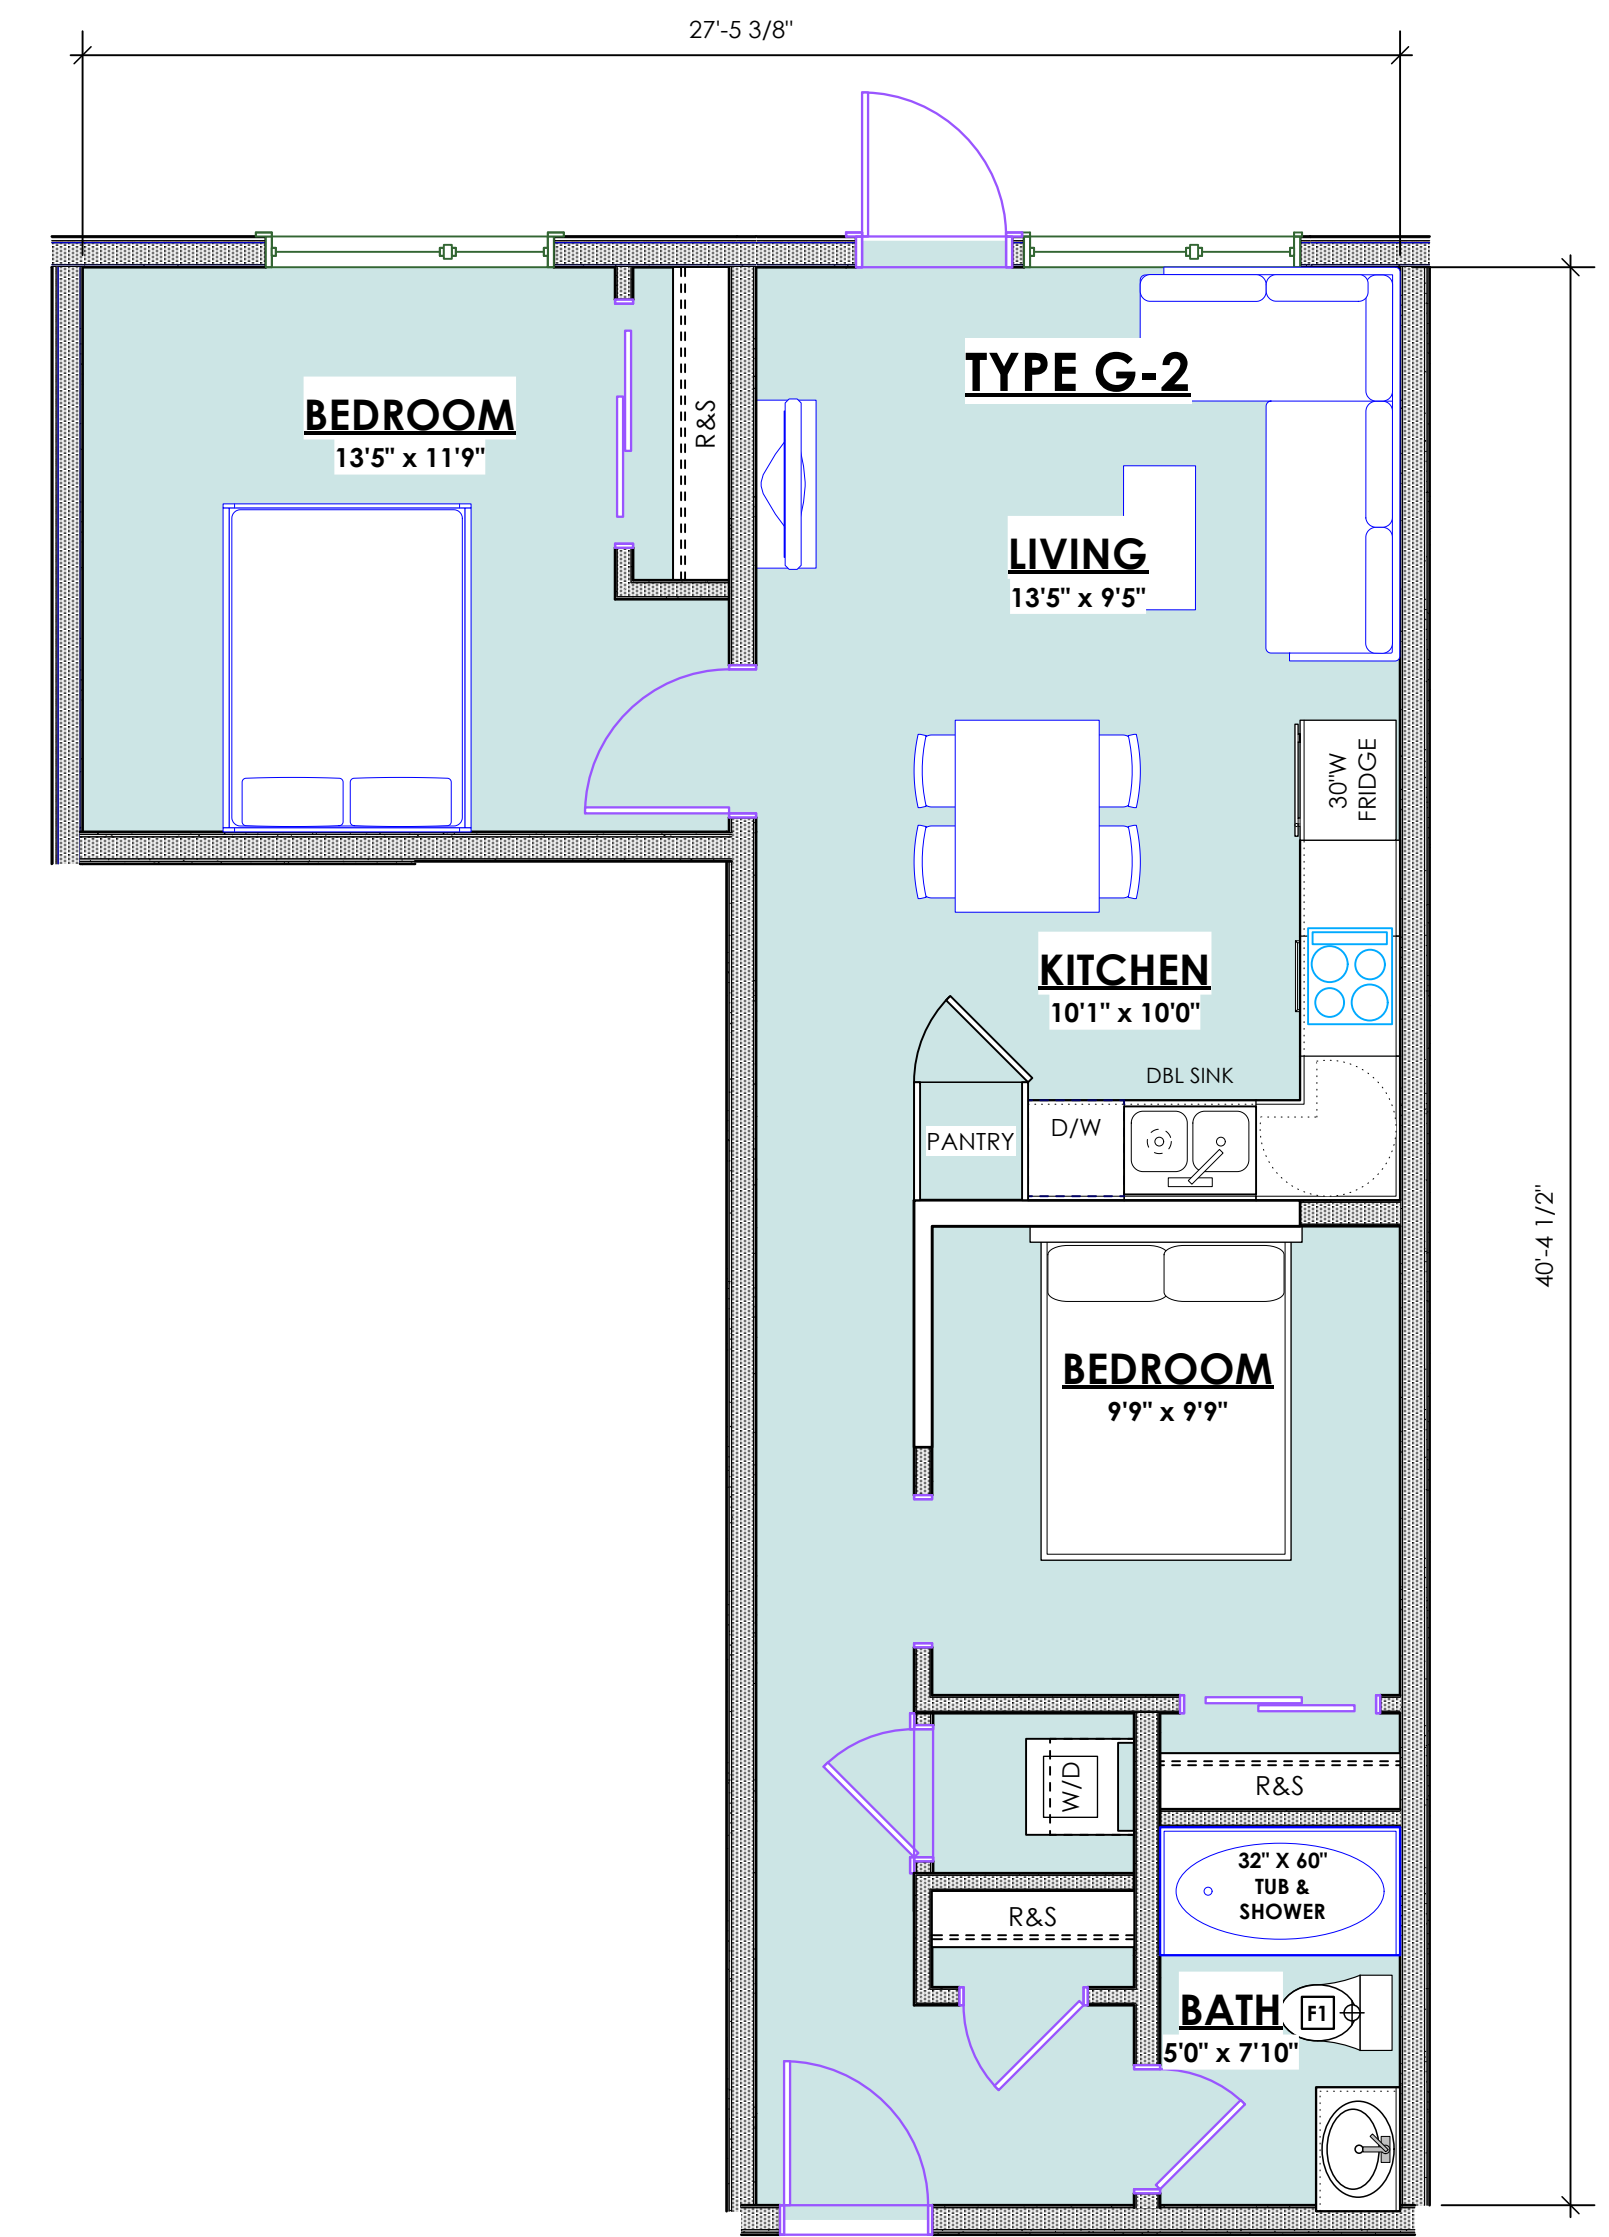 27'-5 3/8"
TYPE G-2
BEDROOM
13'5" x 11'9"
R&S
LIVING
13'5" x 9'5"
30"W
FRIDGE
KITCHEN
10'1" x 10'0"
DBL SINK
PANTRY
D/W
40'-4 1/2"
BEDROOM
9'9" x 9'9"
W/D
R&S
32" X 60"
TUB &
SHOWER
R&S
BATH
F1
5'0" x 7'10"